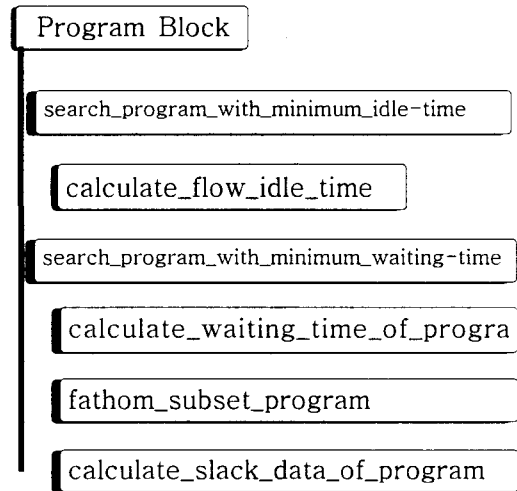 Program Block
search_program_with_minimum_idle-time
calculate_flow_idle_time
search_program_with_minimum_waiting-time
calculate_waiting_time_of_progra
fathom_subset_program
calculate_slack_data_of_program